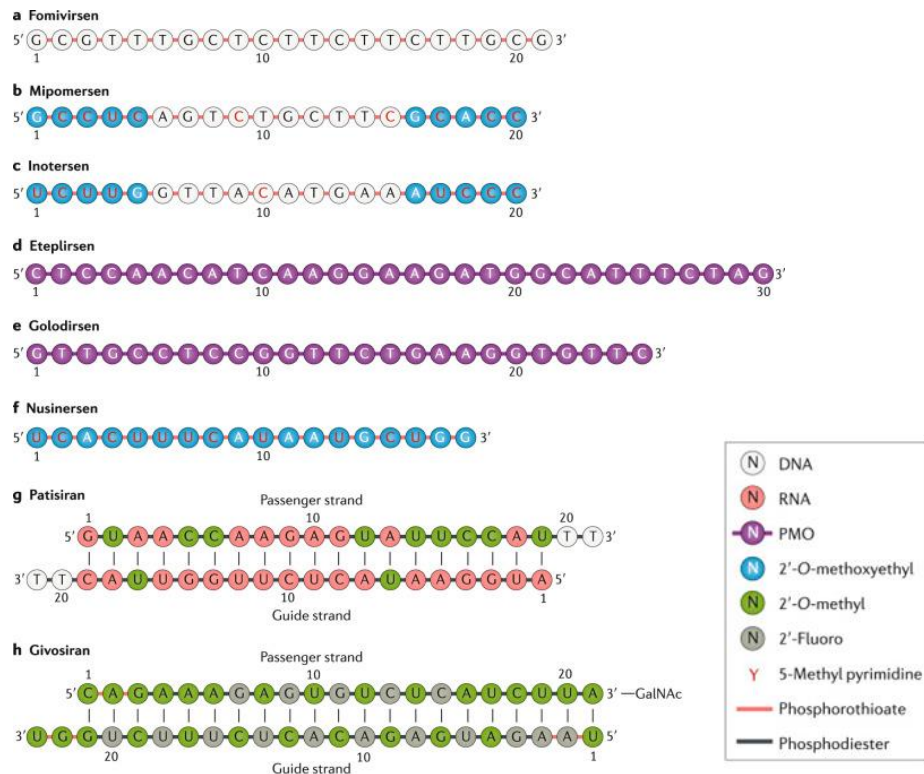 a Fomivirsen
5′ G C G T T T G C T C T T C T T C T T G C G 3′
1 10 20
b Mipomersen
5′ G C C U C A G T C T G C T T C G C A C C 3′
1 10 20
c Inotersen
5′ U C U U G G T T A C A T G A A A U C C C 3′
1 10 20
d Eteplirsen
5′ C T C C A A C A T C A A G G A A G A T G G C A T T T C T A G 3′
1 10 20 30
e Golodirsen
5′ G T T G C C T C C G G T T C T G A A G G T G T T C 3′
1 10 20
f Nusinersen
5′ U C A C U U U C A U A A U G C U G G 3′
1 10
g Patisiran
Passenger strand
1 10 20
5′ G U A A C C A A G A G U A U U C C A U T T 3′
3′ T T C A U U G G U U C U C A U A A G G U A 5′
20 10 1
Guide strand
h Givosiran
Passenger strand
1 10 20
5′ C A G A A A G A G U G U C U C A U C U U A 3′ —GalNAc
3′ U G G U C U U U C U C A C A G A G U A G A A U 5′
20 10 1
Guide strand
N DNA
N RNA
N PMO
N 2′-O-methoxyethyl
N 2′-O-methyl
N 2′-Fluoro
Y 5-Methyl pyrimidine
Phosphorothioate
Phosphodiester